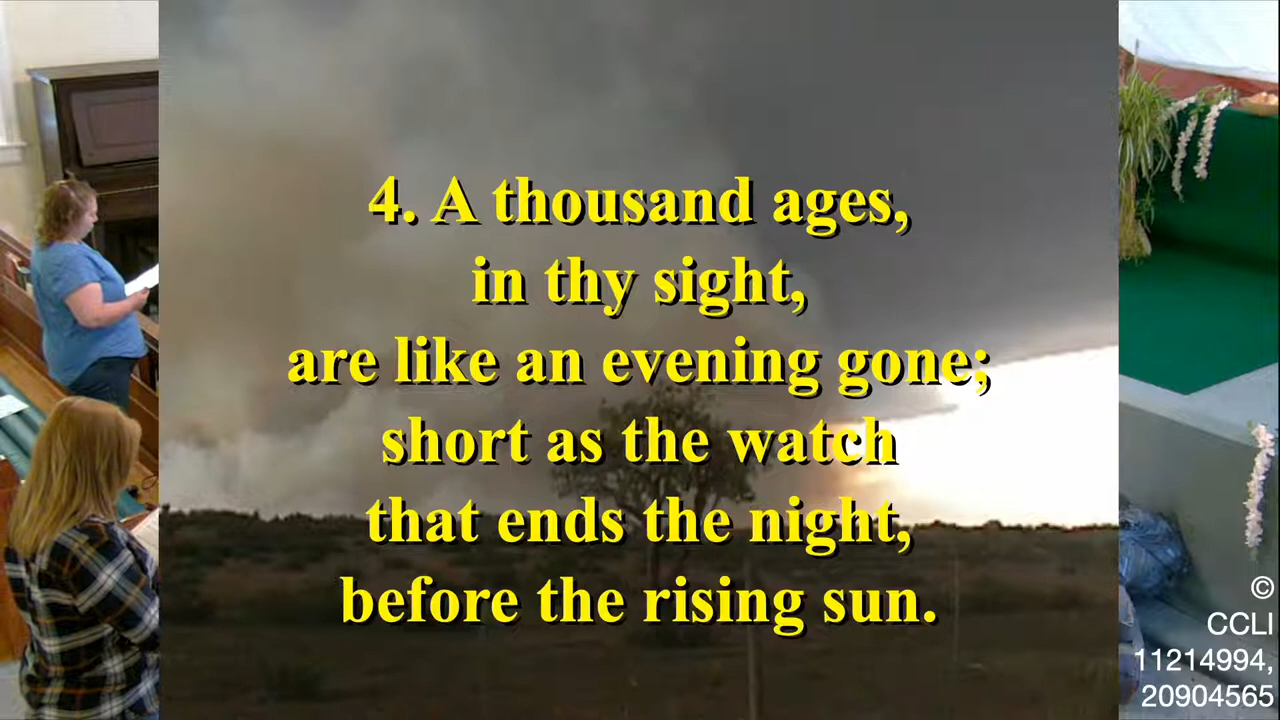 4. A thousand ages,
in thy sight,
are like an evening gone;
short as the watch
that ends the night,
before the rising sun.
©
CCLI
11214994,
20904565